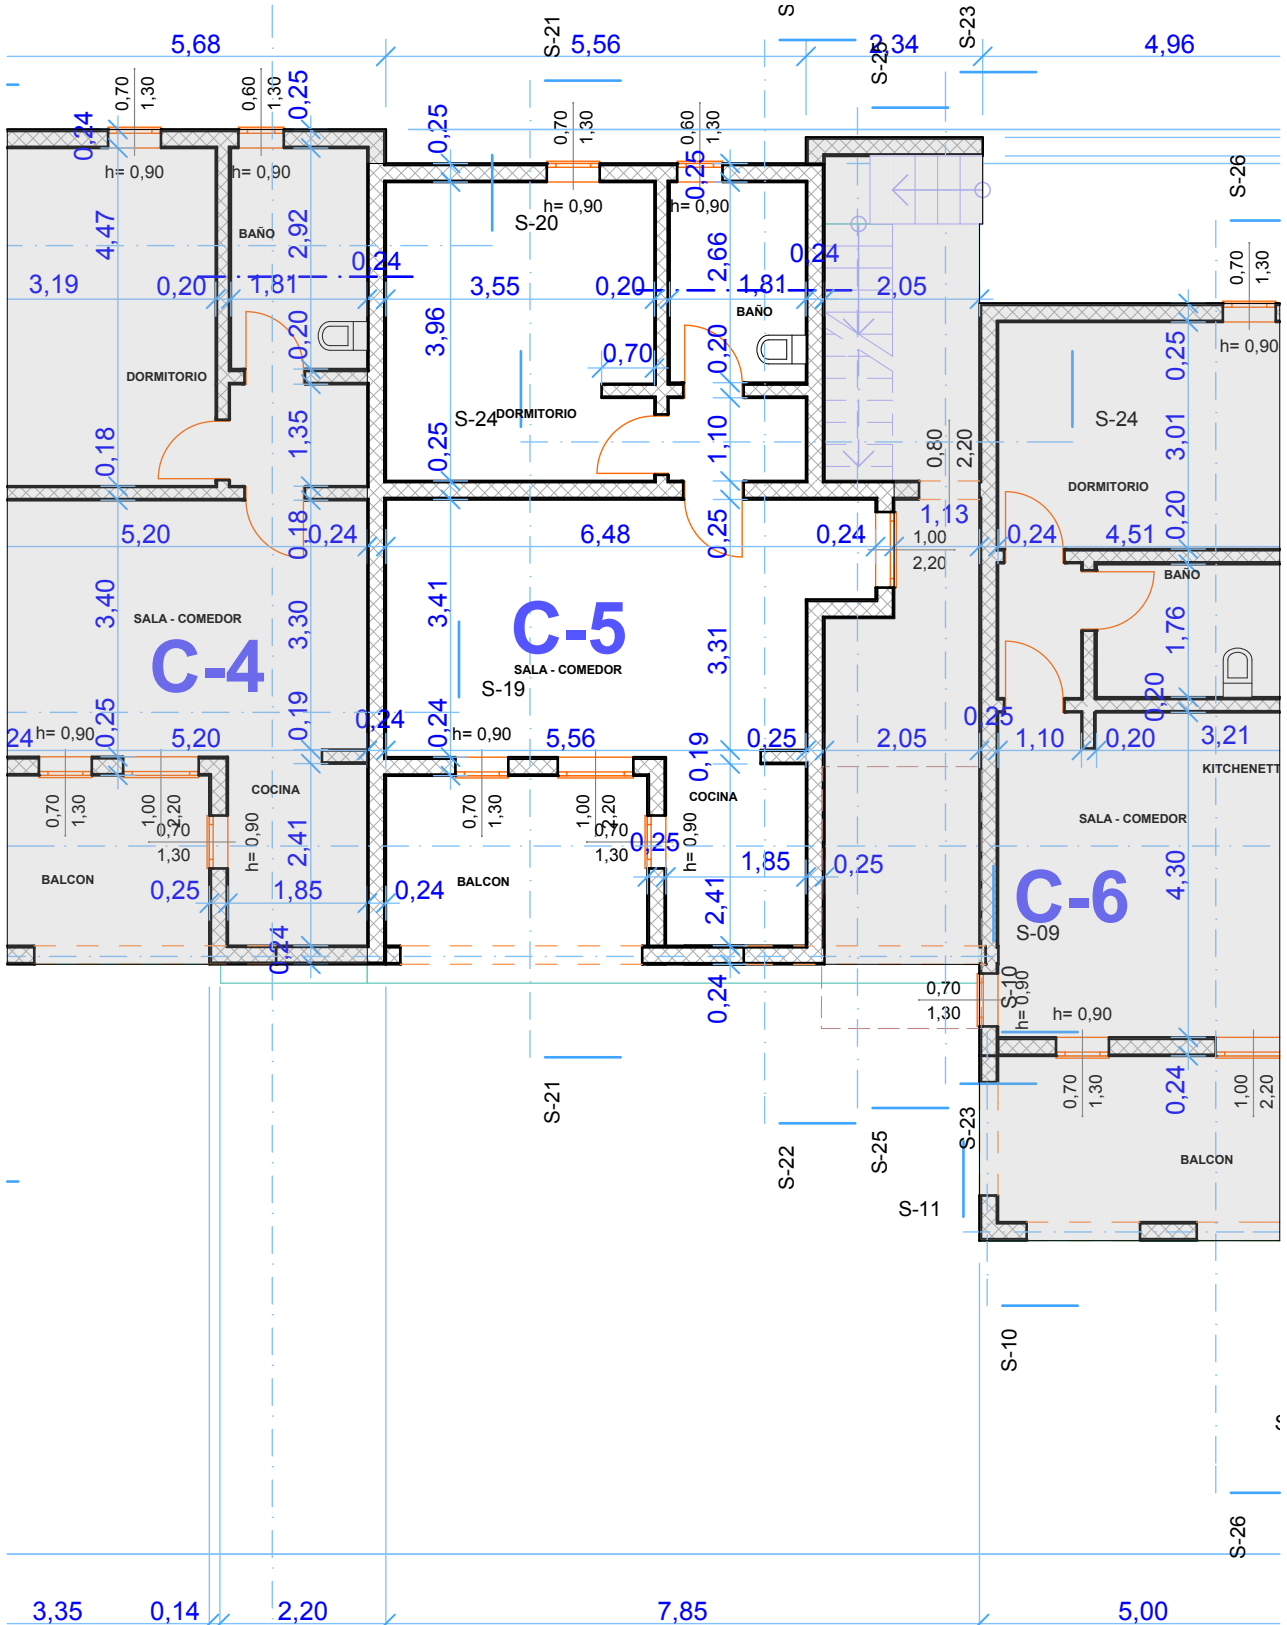 5,68
5,56
2,34
4,96
S-21
S
S-25
S-23
0,70
1,30
0,60
1,30
0,25
0,24
0,25
0,70
1,30
0,60
1,30
0,25
S-26
h= 0,90
h= 0,90
h= 0,90
h= 0,90
S-20
4,47
BAÑO
2,92
0,24
2,66
0,24
0,70
1,30
3,19
0,20
1,81
3,55
0,20
1,81
2,05
BAÑO
0,20
3,96
0,70
0,20
0,25
h= 0,90
DORMITORIO
S-24
DORMITORIO
S-24
0,18
1,35
0,25
1,10
0,80
2,20
3,01
DORMITORIO
5,20
0,18
0,24
6,48
0,25
0,24
1,13
1,00
2,20
0,24
4,51
0,20
BAÑO
3,40
3,30
3,41
3,31
1,76
SALA - COMEDOR
C-4
C-5
SALA - COMEDOR
S-19
0,20
24
h= 0,90
0,25
5,20
0,19
0,24
0,24
h= 0,90
5,56
0,19
0,25
2,05
0,25
1,10
0,20
3,21
KITCHENETT
COCINA
COCINA
0,70
1,30
1,00
2,20
0,70
1,30
h= 0,90
2,41
0,70
1,30
1,00
2,20
0,70
1,30
0,25
h= 0,90
SALA - COMEDOR
BALCON
0,25
1,85
0,24
BALCON
1,85
0,25
2,41
4,30
C-6
S-09
0,24
0,24
0,70
1,30
S-10
h= 0,90
h= 0,90
S-21
0,70
1,30
0,24
1,00
2,20
S-22
S-25
S-23
BALCON
S-11
S-10
S-26
3,35
0,14
2,20
7,85
5,00